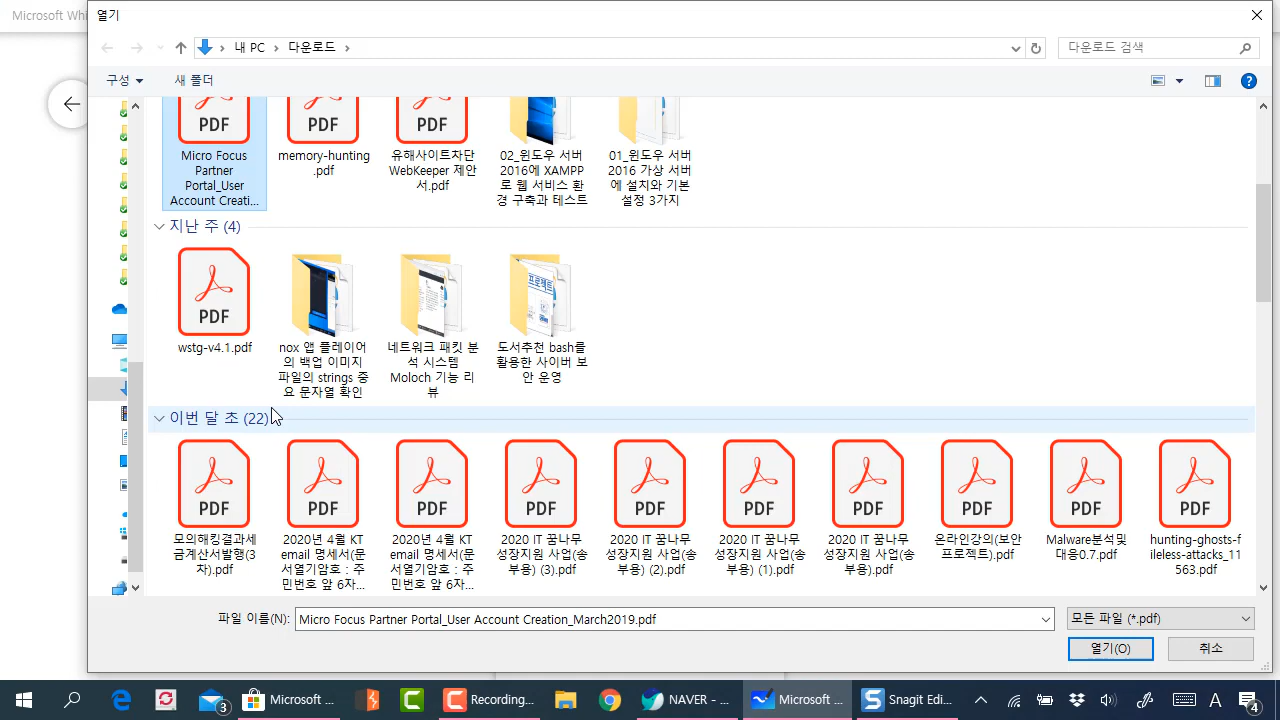 Microsoft Whi
열기
내 PC
다운로드
다운로드 검색
구성
새 폴더
PDF
PDF
PDF
Micro Focus
Partner
Portal_User
Account Creati...
memory-hunting
.pdf
유해사이트차단
WebKeeper 제안
서.pdf
02_윈도우 서버
2016에 XAMPP
로 웹 서비스 환
경 구축과 테스트
01_윈도우 서버
2016 가상 서버
에 설치와 기본
설정 3가지
지난 주 (4)
PDF
프로젝트
wstg-v4.1.pdf
nox 앱 플레이어
의 백업 이미지
파일의 strings 중
요 문자열 확인
네트워크 패킷 분
석 시스템
Moloch 기능 리
뷰
도서추천 bash를
활용한 사이버 보
안 운영
이번 달 초 (22)
PDF
PDF
PDF
PDF
PDF
PDF
PDF
PDF
PDF
PDF
모의해킹결과세
금계산서발행(3
차).pdf
2020년 4월 KT
email 명세서(문
서열기암호 : 주
민번호 앞 6자...
2020년 4월 KT
email 명세서(문
서열기암호 : 주
민번호 앞 6자...
2020 IT 꿈나무
성장지원 사업(송
부용) (3).pdf
2020 IT 꿈나무
성장지원 사업(송
부용) (2).pdf
2020 IT 꿈나무
성장지원 사업(송
부용) (1).pdf
2020 IT 꿈나무
성장지원 사업(송
부용).pdf
온라인강의(보안
프로젝트).pdf
Malware분석및
대응0.7.pdf
hunting-ghosts-f
ileless-attacks_11
563.pdf
파일 이름(N):
Micro Focus Partner Portal_User Account Creation_March2019.pdf
모든 파일 (*.pdf)
열기(O)
취소
3
Microsoft ...
Recording...
NAVER – ...
Microsoft ...
Snagit Edi...
A
4